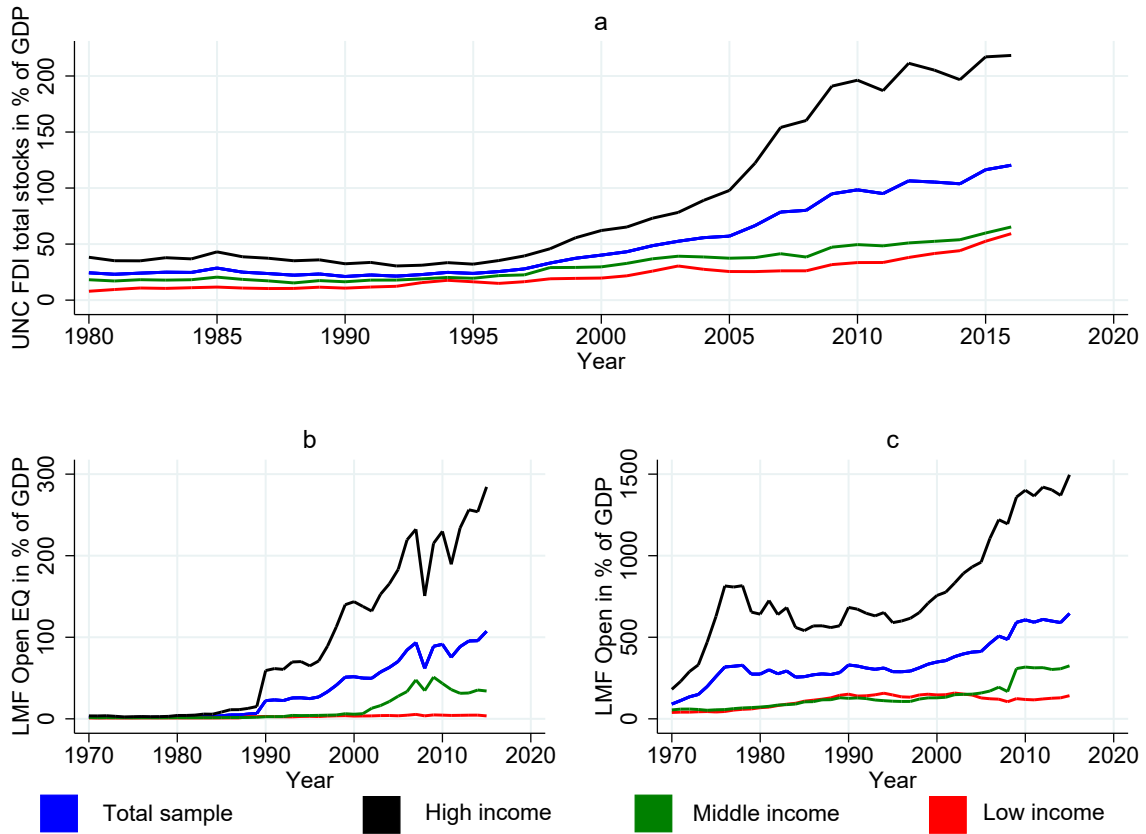 a
UNC FDI total stocks in % of GDP
200
150
100
50
0
1980 1985 1990 1995 2000 2005 2010 2015 2020
Year
b
LMF Open EQ in % of GDP
300
200
100
0
1970 1980 1990 2000 2010 2020
Year
c
LMF Open in % of GDP
1500
1000
500
0
1970 1980 1990 2000 2010 2020
Year
Total sample High income Middle income Low income